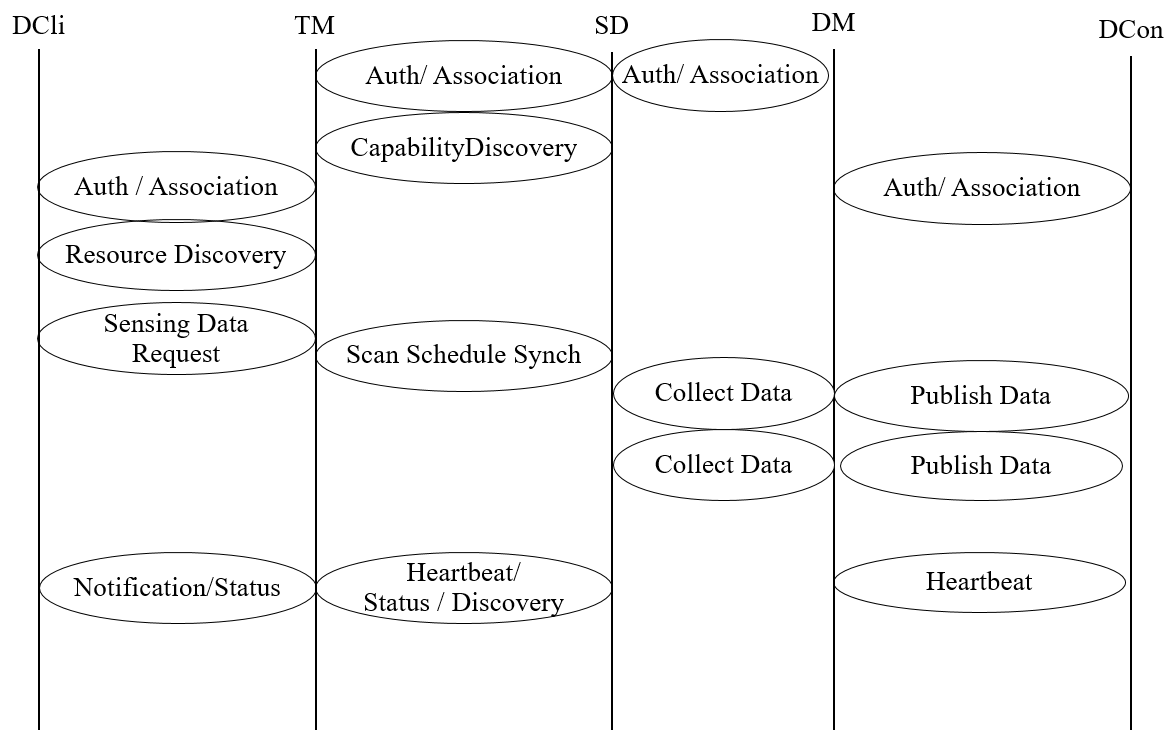 DCli
TM
SD
DM
DCon
Auth/ Association
Auth/ Association
CapabilityDiscovery
Auth / Association
Auth/ Association
Resource Discovery
Sensing Data
Request
Scan Schedule Synch
Collect Data
Publish Data
Collect Data
Publish Data
Notification/Status
Heartbeat/
Status / Discovery
Heartbeat